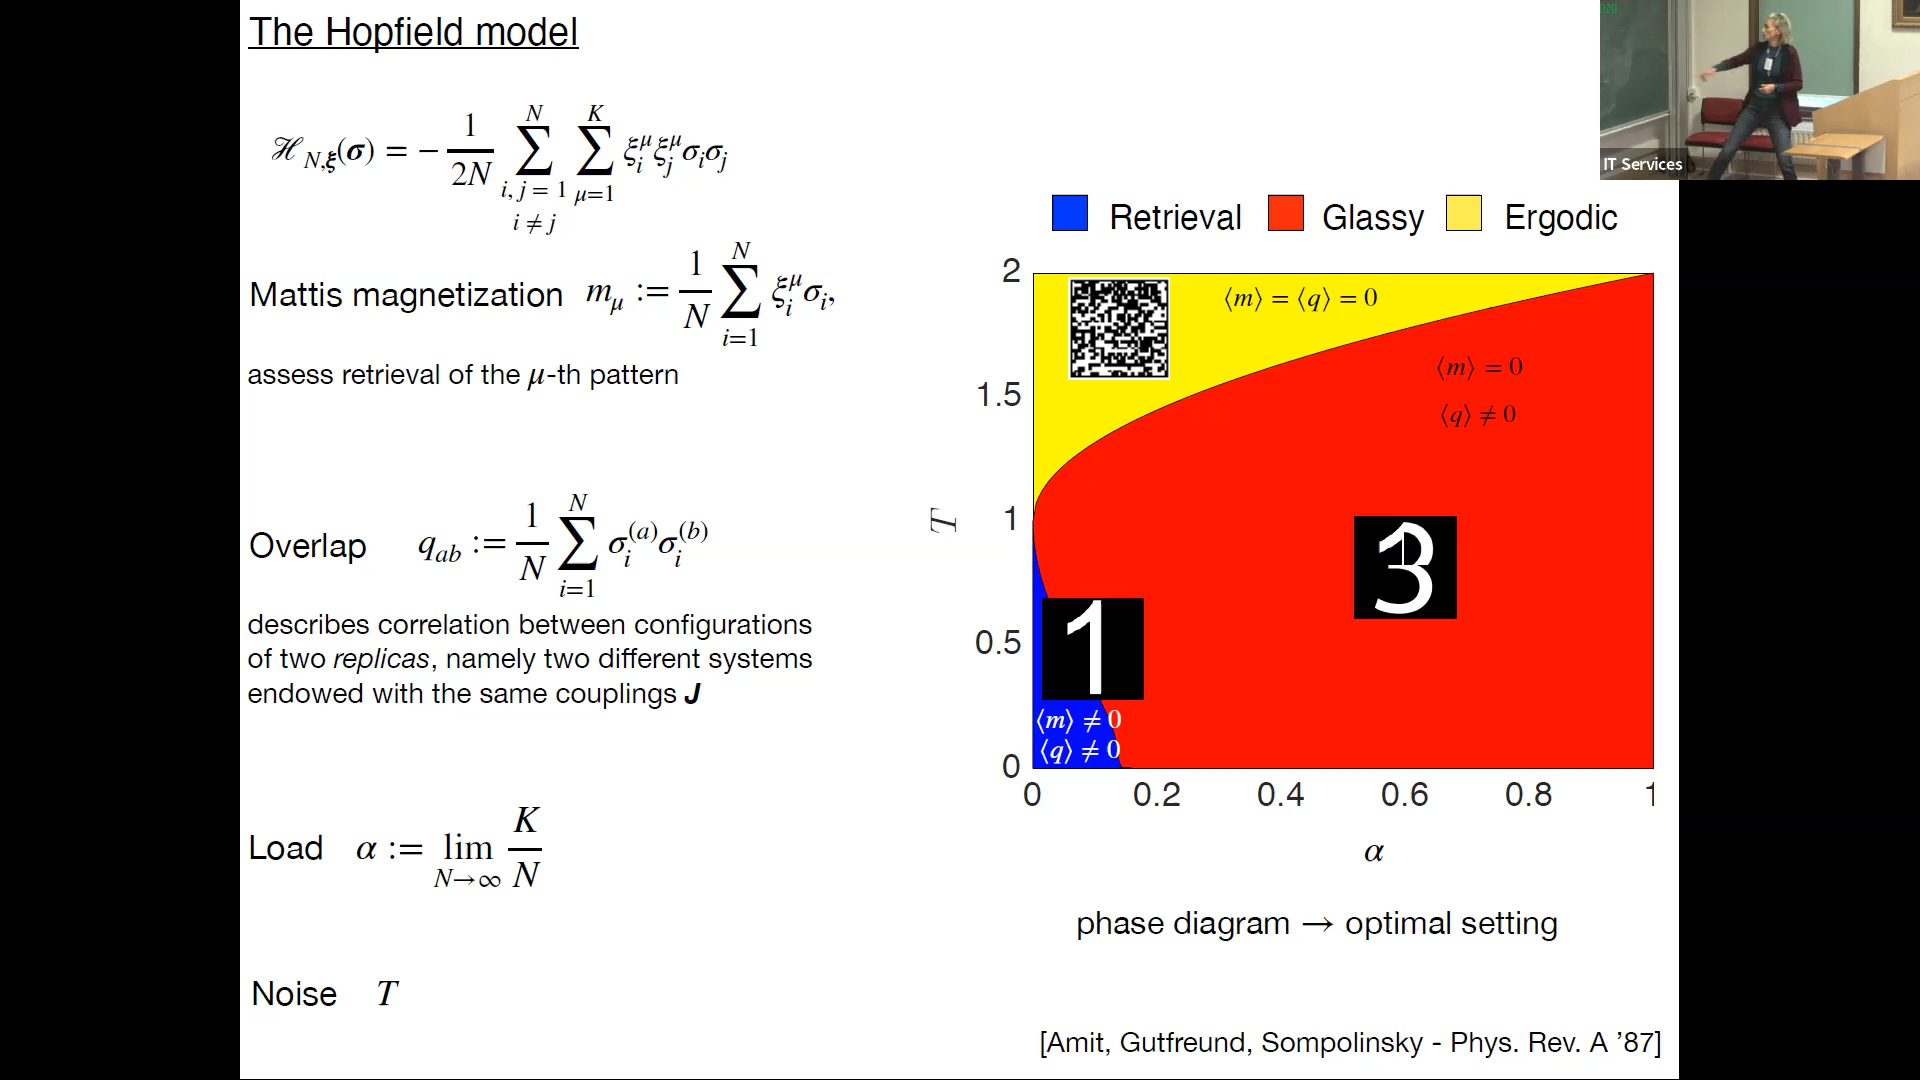 The Hopfield model
ℋ_{N,ξ}(σ) = − 1/2N ∑_{i,j=1, i≠j}^{N} ∑_{μ=1}^{K} ξ_i^μ ξ_j^μ σ_i σ_j
Mattis magnetization m_μ := 1/N ∑_{i=1}^{N} ξ_i^μ σ_i,
assess retrieval of the μ-th pattern
Overlap q_{ab} := 1/N ∑_{i=1}^{N} σ_i^{(a)} σ_i^{(b)}
describes correlation between configurations
of two replicas, namely two different systems
endowed with the same couplings J
Load α := lim_{N→∞} K/N
Noise T
IT Services
Retrieval Glassy Ergodic
2
1.5
1
0.5
0
T
⟨m⟩ = ⟨q⟩ = 0
⟨m⟩ = 0
⟨q⟩ ≠ 0
1
3
⟨m⟩ ≠ 0
⟨q⟩ ≠ 0
0 0.2 0.4 0.6 0.8 1
α
phase diagram → optimal setting
[Amit, Gutfreund, Sompolinsky - Phys. Rev. A ’87]